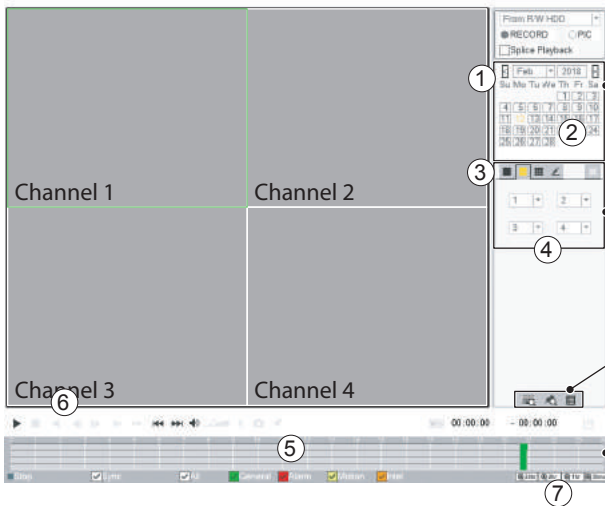 From R/W HDD
RECORD PIC
Splice Playback
1
Feb 2018
Su Mo Tu We Th Fr Sa
1 2 3
4 5 6 7 8 9 10
11 12 13 14 15 16 17
18 19 20 21 24
25 26 27 28
2
3
1 2
3 4
4
Channel 1
Channel 2
Channel 3
Channel 4
6
00:00:00 - 00:00:00
5
Sync All General Alarm Motion Intel
7